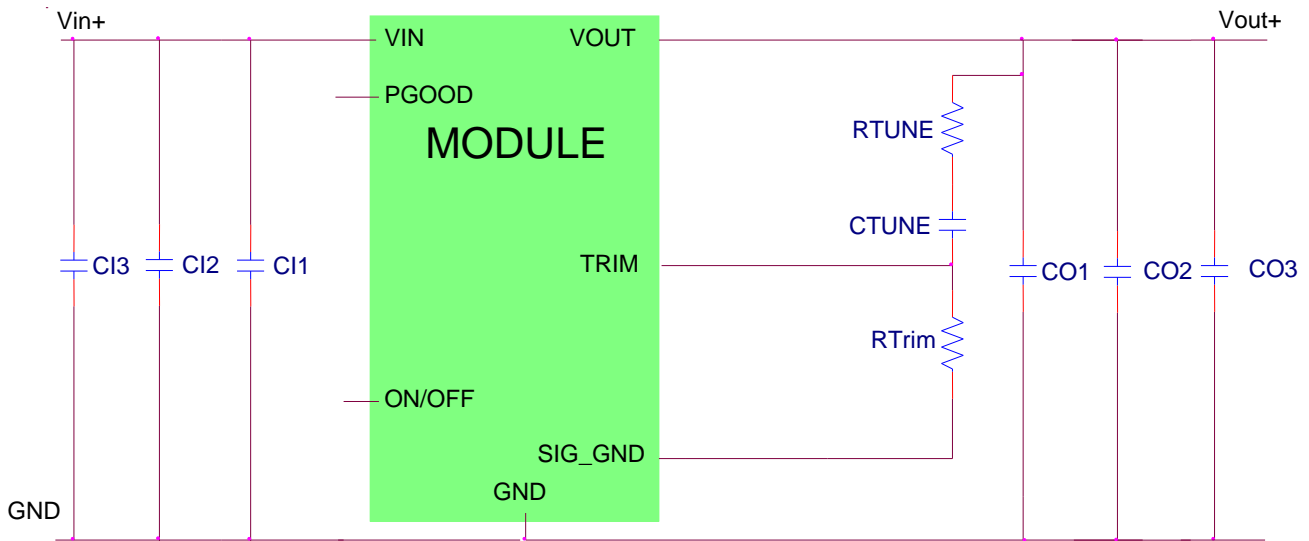 Vin+
Vout+
VIN
VOUT
PGOOD
MODULE
RTUNE
CTUNE
CI3
CI2
CI1
TRIM
CO1
CO2
CO3
RTrim
ON/OFF
SIG_GND
GND
GND